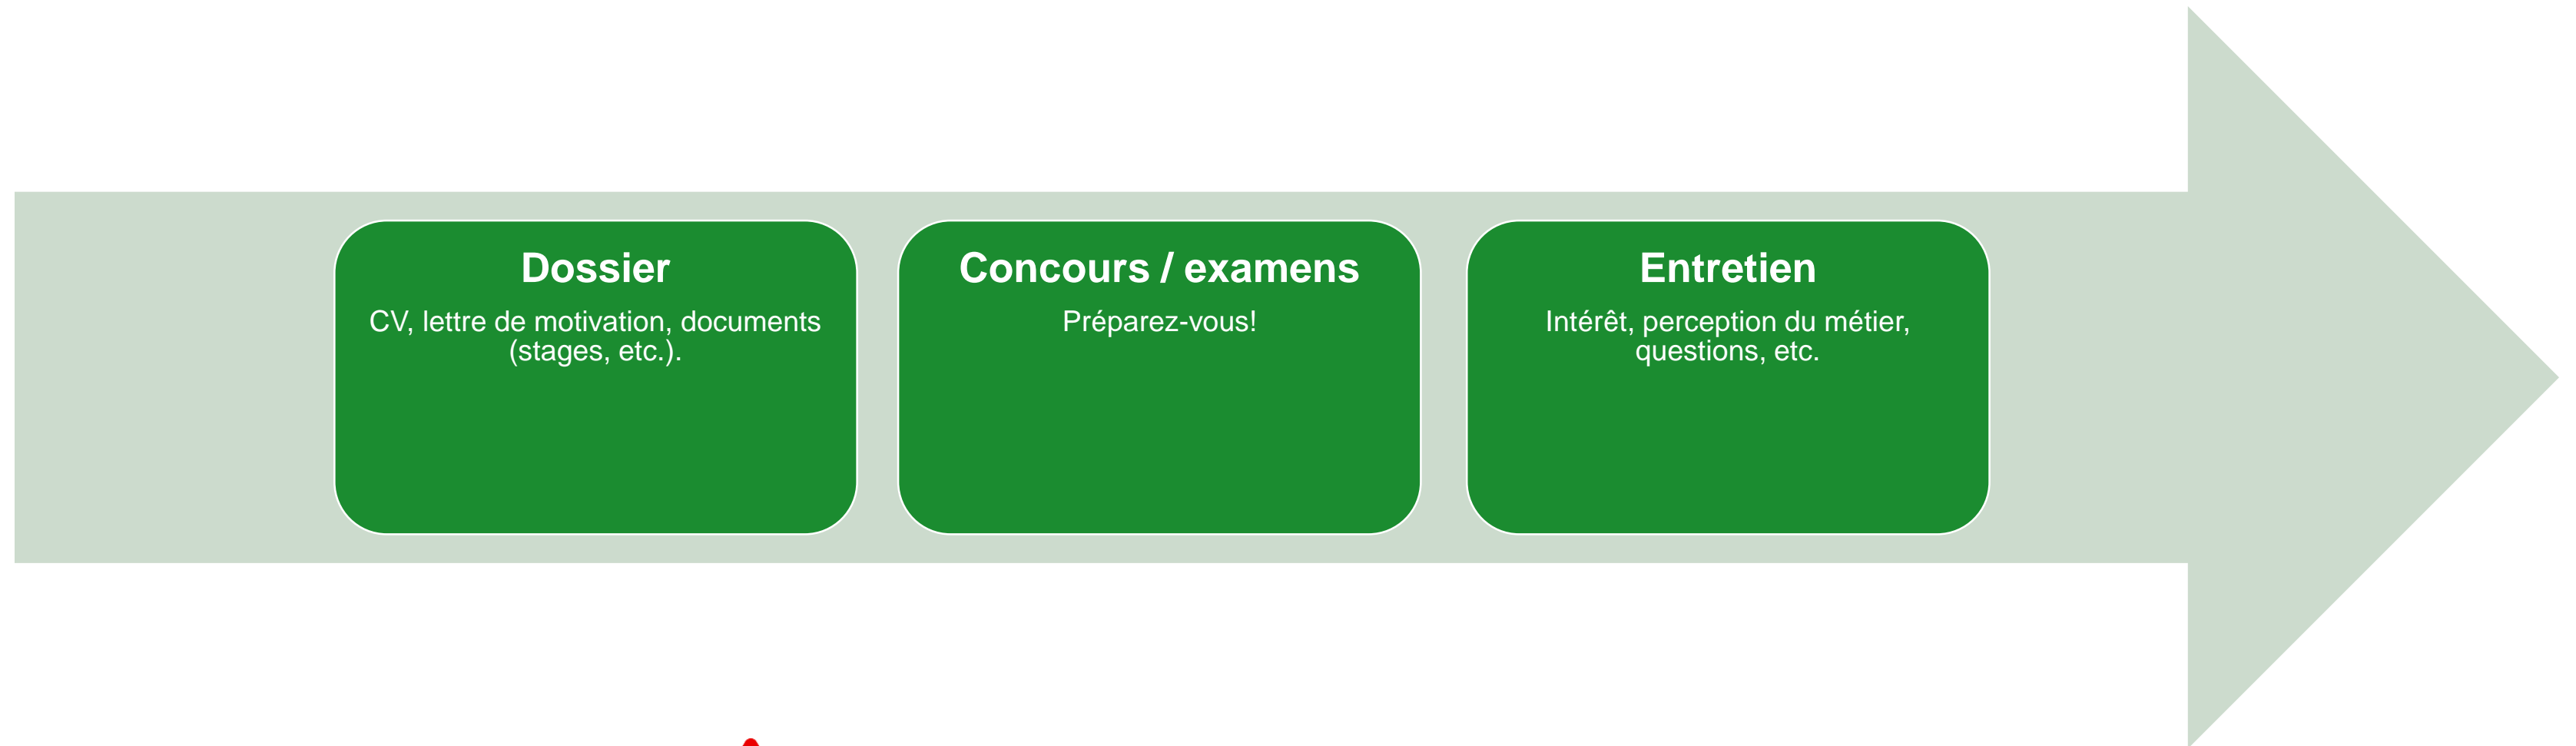 Dossier
CV, lettre de motivation, documents
(stages, etc.).
Concours / examens
Préparez-vous!
Entretien
Intérêt, perception du métier,
questions, etc.